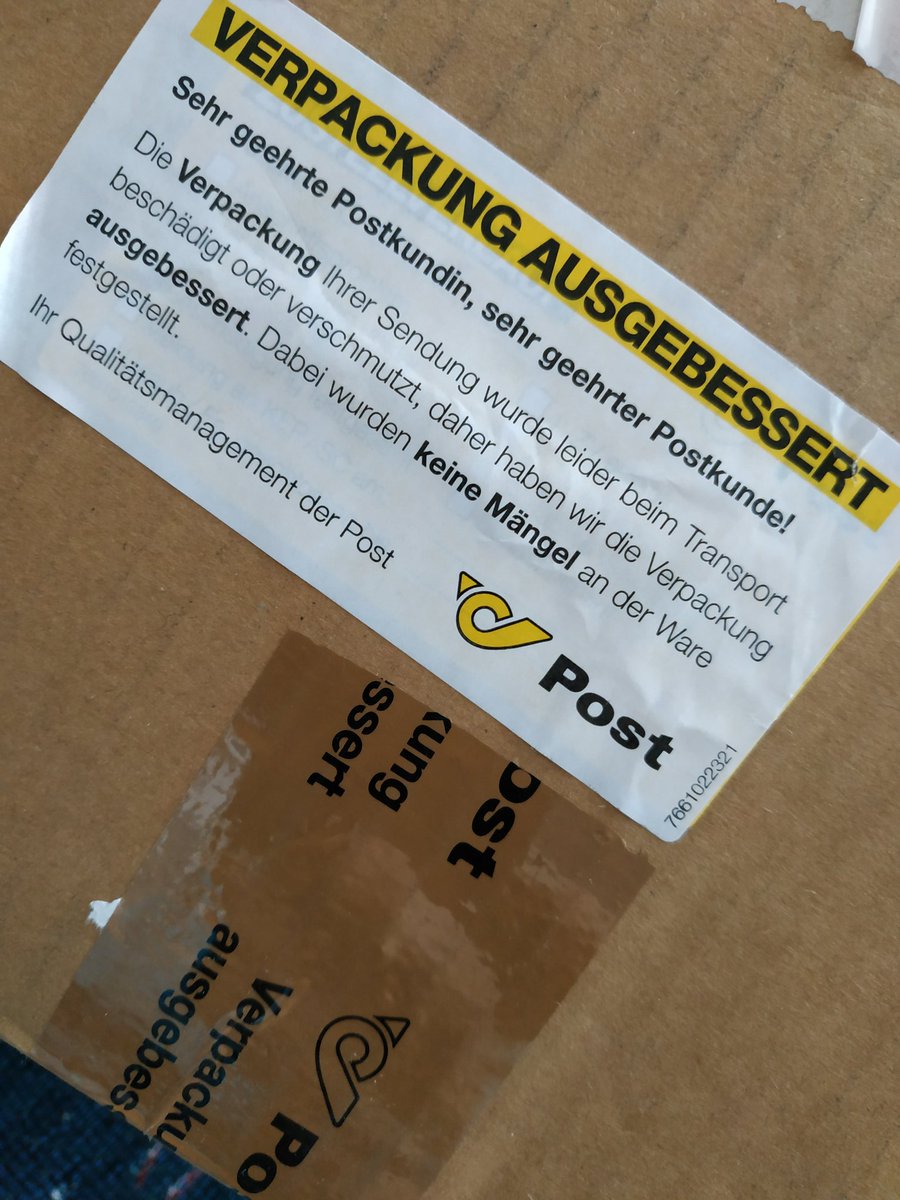 VERPACKUNG AUSGEBESSERT
Sehr geehrte Postkundin, sehr geehrter Postkunde!
Die Verpackung Ihrer Sendung wurde leider beim Transport
beschädigt oder verschmutzt, daher haben wir die Verpackung
ausgebessert. Dabei wurden keine Mängel an der Ware
festgestellt.
Ihr Qualitätsmanagement der Post
Post
7661022321
ost
kung
ssert
Po
Verpacku
ausgebes